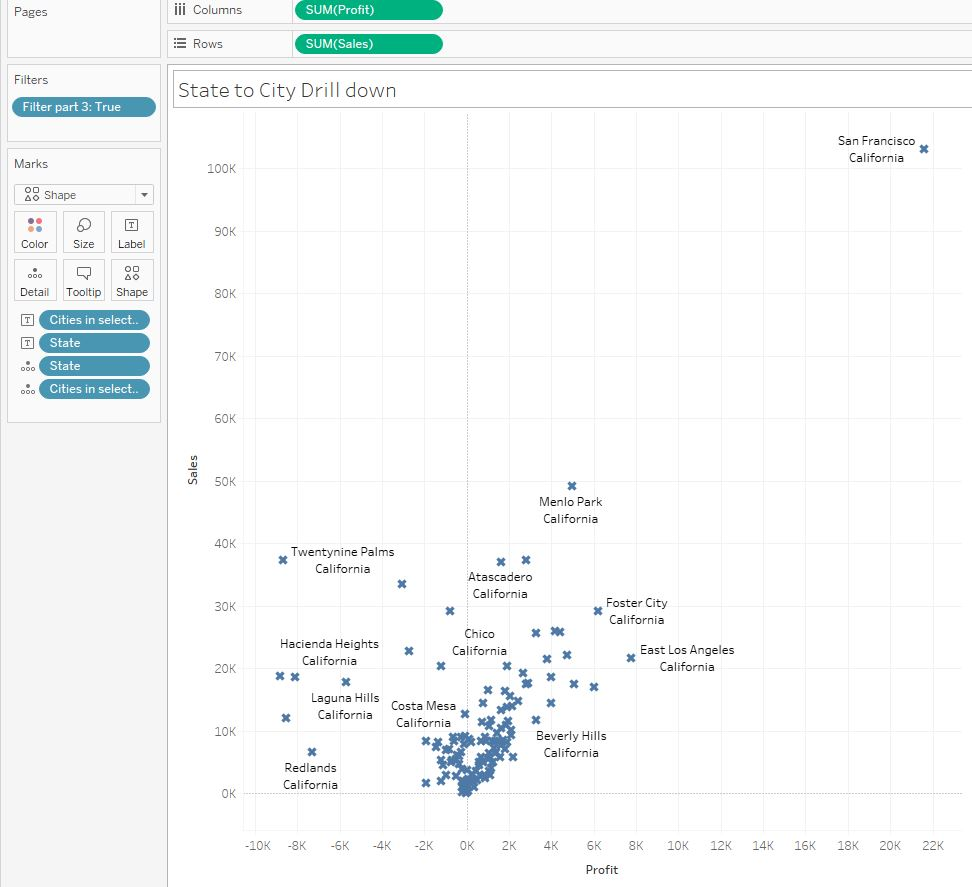 Pages
Columns
SUM(Profit)
Rows
SUM(Sales)
Filters
Filter part 3: True
Marks
Shape
Color
Size
Label
Detail
Tooltip
Shape
Cities in select..
State
State
Cities in select..
State to City Drill down
San Francisco
California
Menlo Park
California
Twentynine Palms
California
Atascadero
California
Foster City
California
Chico
California
Hacienda Heights
California
East Los Angeles
California
Laguna Hills
California
Costa Mesa
California
Beverly Hills
California
Redlands
California
Sales
100K
90K
80K
70K
60K
50K
40K
30K
20K
10K
0K
-10K
-8K
-6K
-4K
-2K
0K
2K
4K
6K
8K
10K
12K
14K
16K
18K
20K
22K
Profit